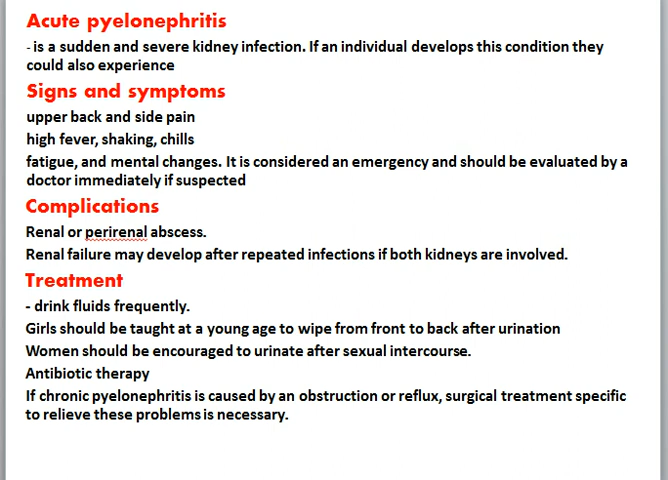 Acute pyelonephritis
- is a sudden and severe kidney infection. If an individual develops this condition they
could also experience
Signs and symptoms
upper back and side pain
high fever, shaking, chills
fatigue, and mental changes. It is considered an emergency and should be evaluated by a
doctor immediately if suspected
Complications
Renal or perirenal abscess.
Renal failure may develop after repeated infections if both kidneys are involved.
Treatment
- drink fluids frequently.
Girls should be taught at a young age to wipe from front to back after urination
Women should be encouraged to urinate after sexual intercourse.
Antibiotic therapy
If chronic pyelonephritis is caused by an obstruction or reflux, surgical treatment specific
to relieve these problems is necessary.